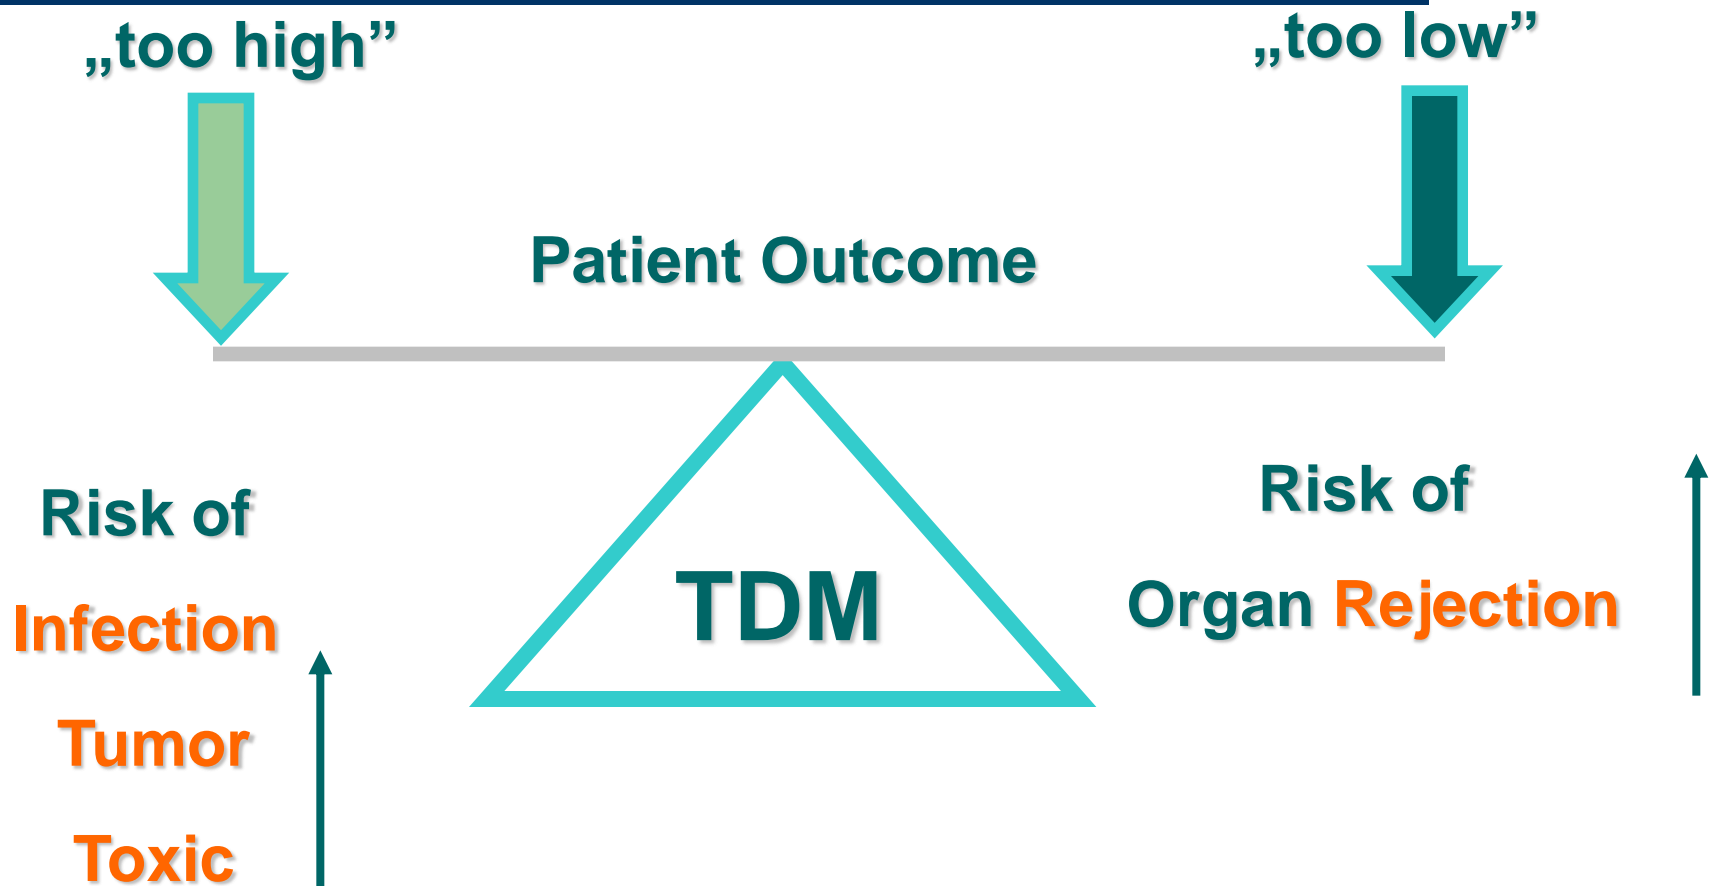 „too high”
„too low”
Patient Outcome
Risk of
Infection
Tumor
Toxic
TDM
Risk of
Organ Rejection